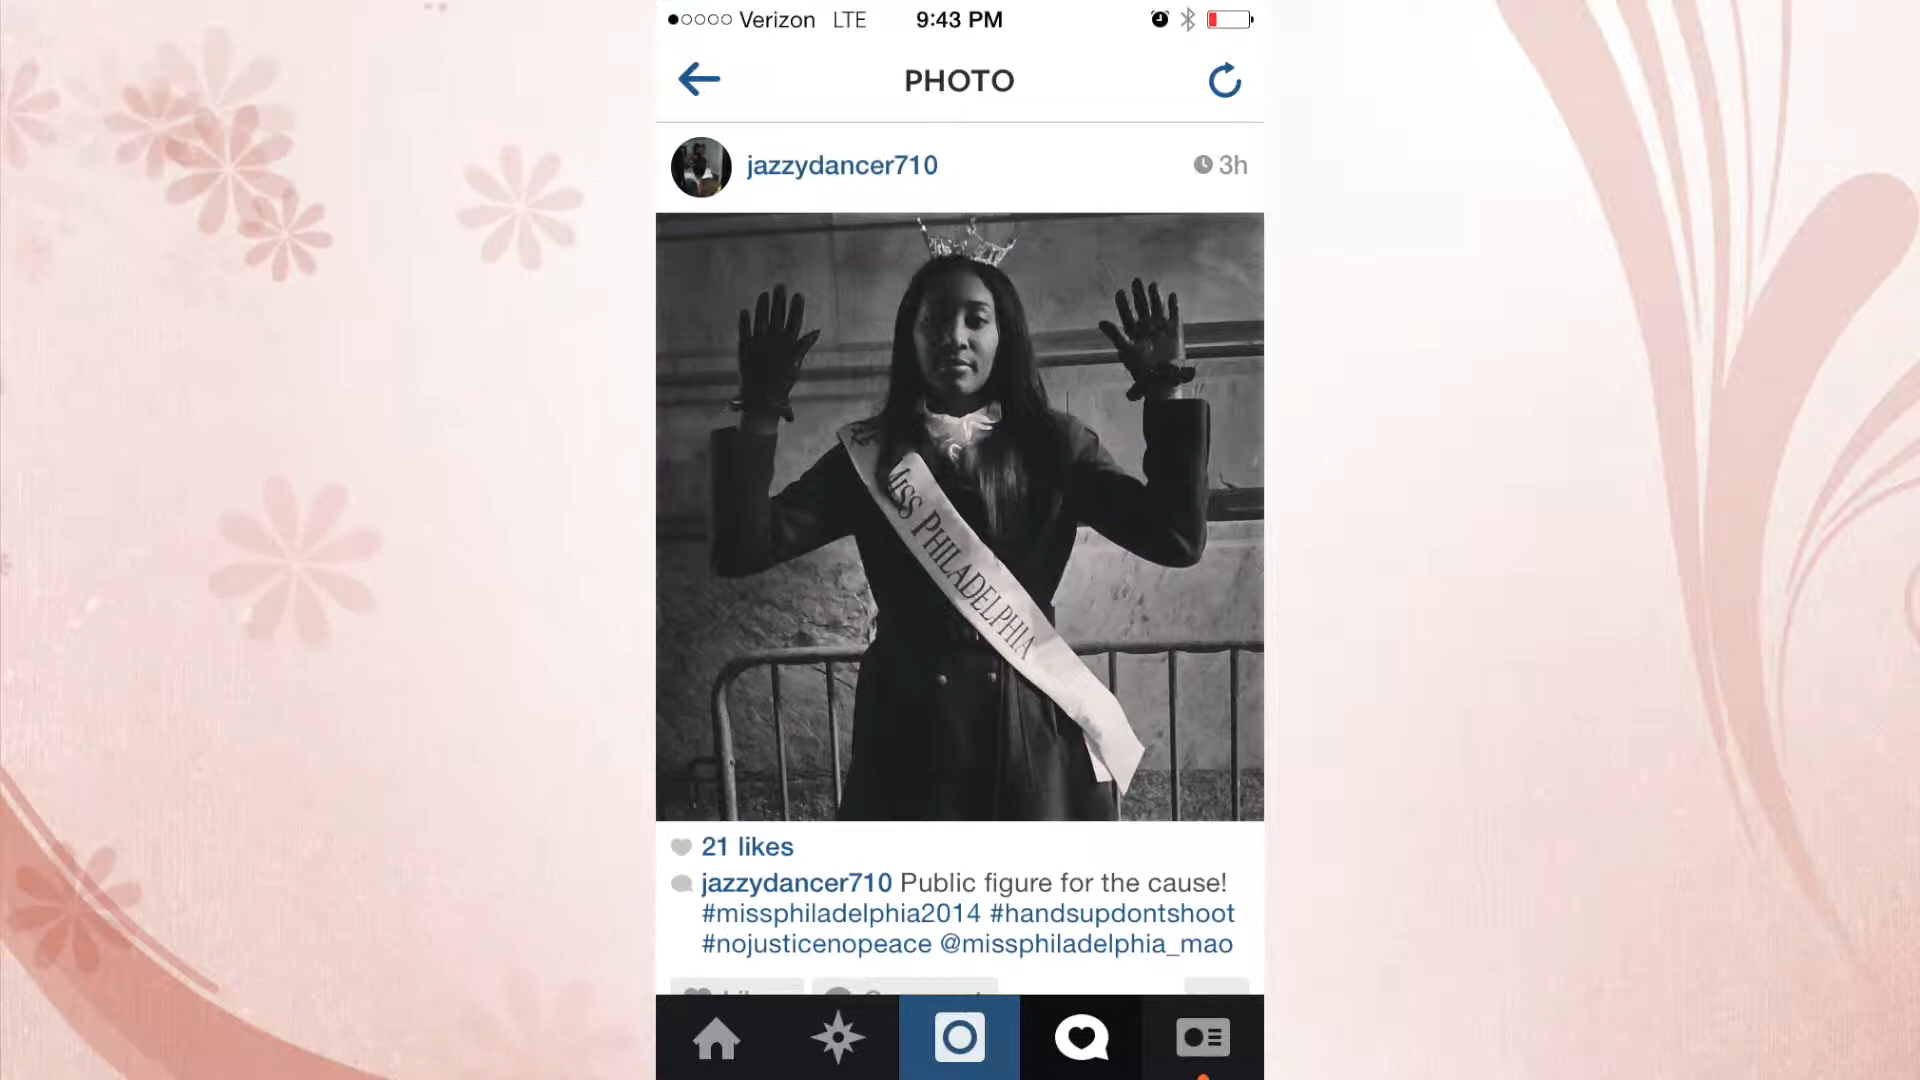 Verizon LTE 9:43 PM
PHOTO
jazzydancer710 3h
MISS PHILADELPHIA
21 likes
jazzydancer710 Public figure for the cause!
#missphiladelphia2014 #handsupdontshoot
#nojusticenopeace @missphiladelphia_mao